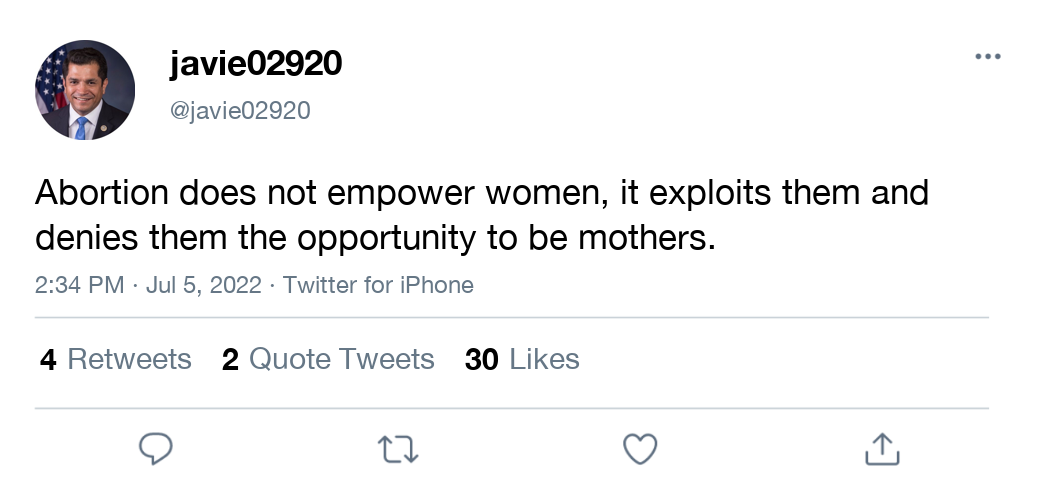 javie02920
@javie02920
Abortion does not empower women, it exploits them and
denies them the opportunity to be mothers.
2:34 PM · Jul 5, 2022 · Twitter for iPhone
4 Retweets 2 Quote Tweets 30 Likes